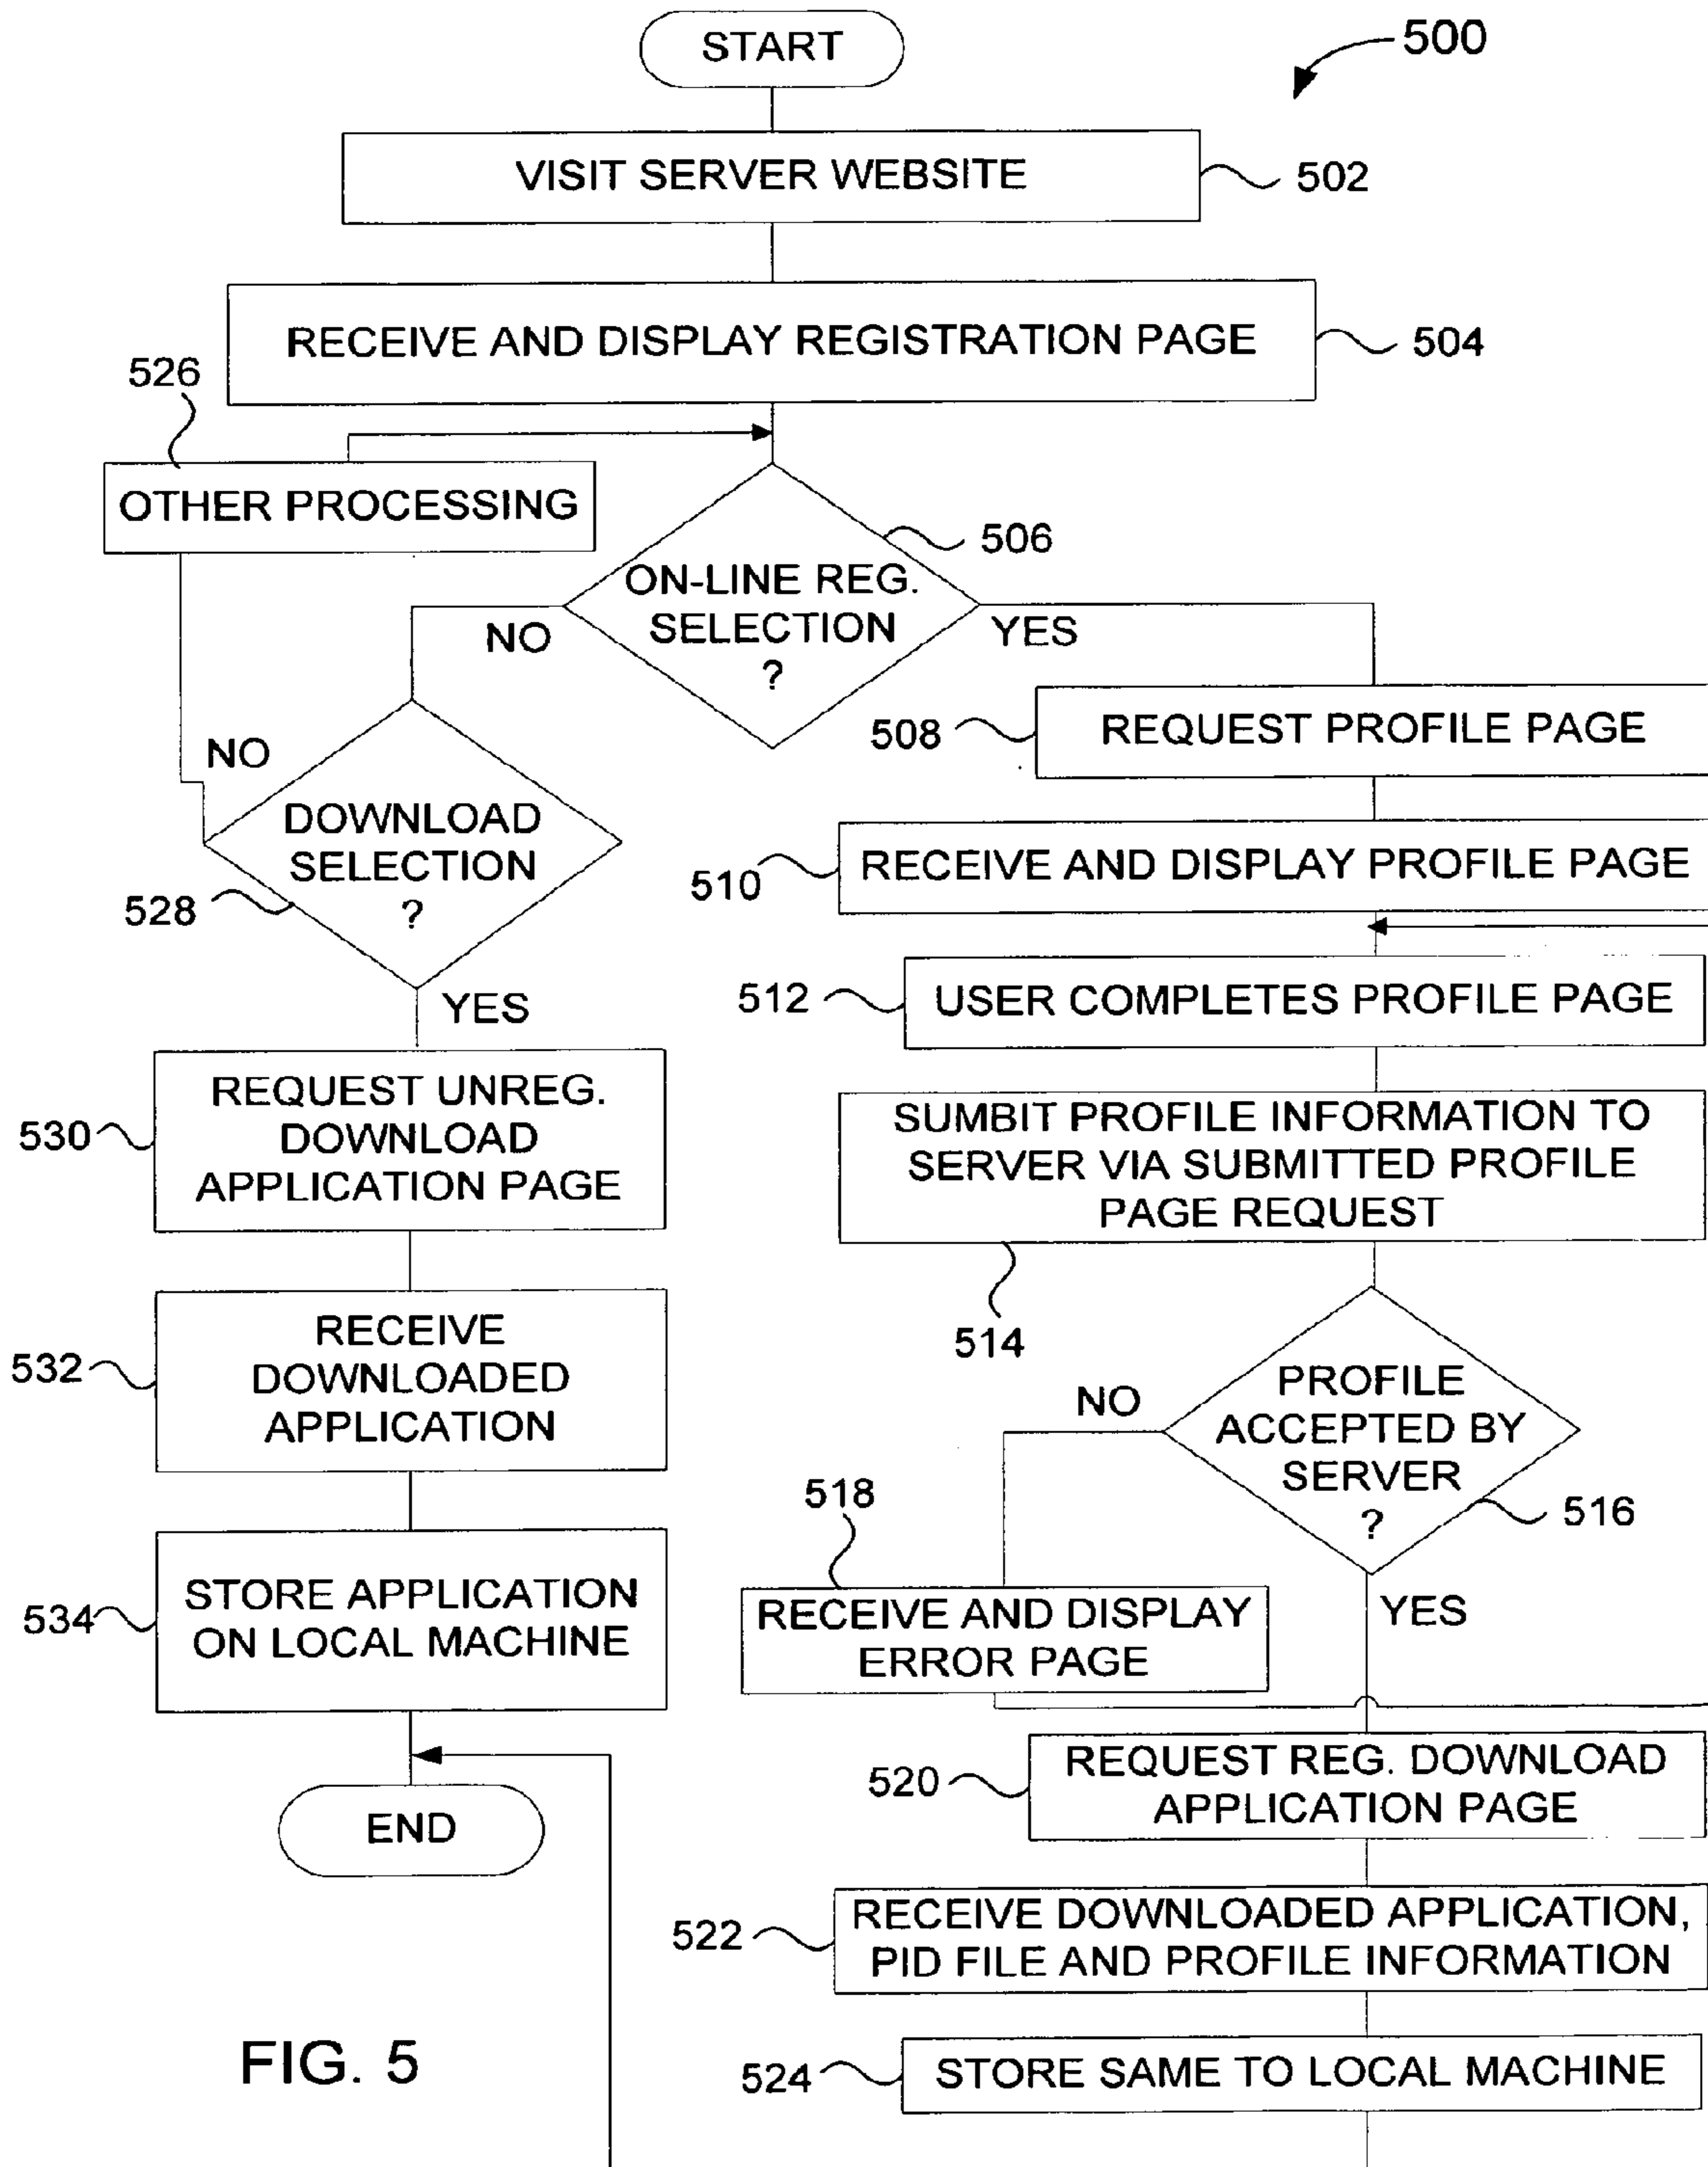 START
500
VISIT SERVER WEBSITE
502
RECEIVE AND DISPLAY REGISTRATION PAGE
504
526
OTHER PROCESSING
506
ON-LINE REG.
SELECTION
?
NO
YES
508
REQUEST PROFILE PAGE
NO
DOWNLOAD
SELECTION
?
528
510
RECEIVE AND DISPLAY PROFILE PAGE
512
USER COMPLETES PROFILE PAGE
YES
530
REQUEST UNREG.
DOWNLOAD
APPLICATION PAGE
SUMBIT PROFILE INFORMATION TO
SERVER VIA SUBMITTED PROFILE
PAGE REQUEST
514
532
RECEIVE
DOWNLOADED
APPLICATION
PROFILE
ACCEPTED BY
SERVER
?
NO
516
518
YES
534
STORE APPLICATION
ON LOCAL MACHINE
RECEIVE AND DISPLAY
ERROR PAGE
520
REQUEST REG. DOWNLOAD
APPLICATION PAGE
END
522
RECEIVE DOWNLOADED APPLICATION,
PID FILE AND PROFILE INFORMATION
524
STORE SAME TO LOCAL MACHINE
FIG. 5